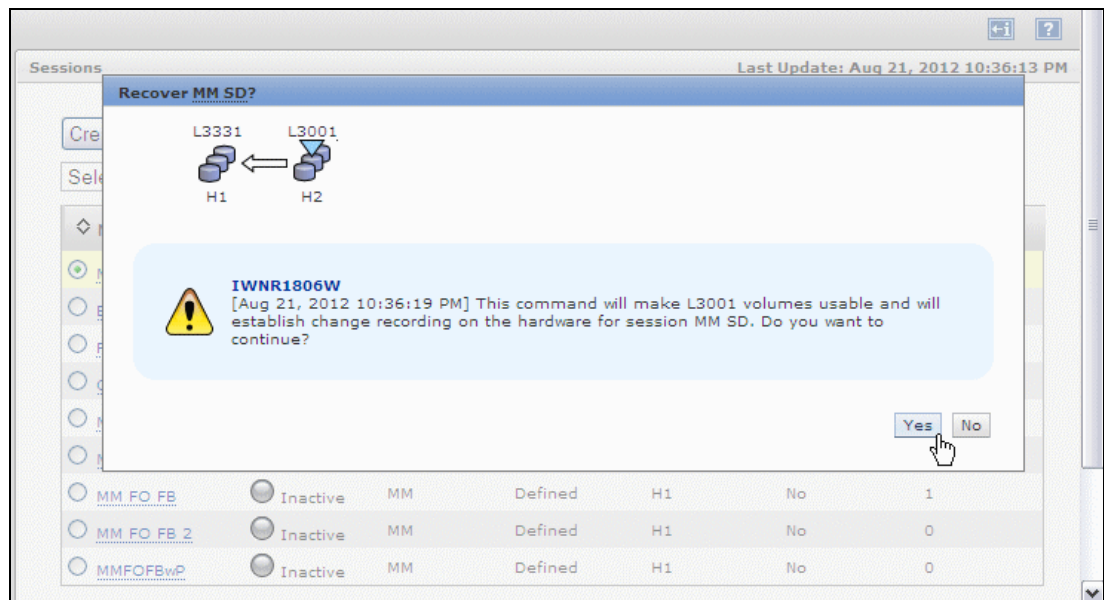 Sessions
Last Update: Aug 21, 2012 10:36:13 PM
Recover MM SD?
L3331 L3001
H1 H2
IWNR1806W
[Aug 21, 2012 10:36:19 PM] This command will make L3001 volumes usable and will
establish change recording on the hardware for session MM SD. Do you want to
continue?
Yes No
MM FO FB Inactive MM Defined H1 No 1
MM FO FB 2 Inactive MM Defined H1 No 0
MMFOFBwP Inactive MM Defined H1 No 0